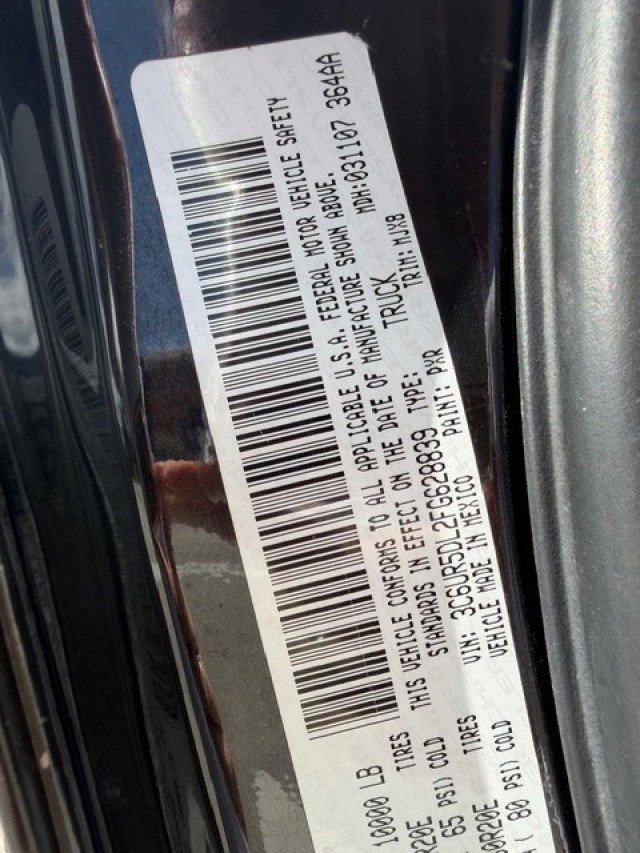 10000 LB
TIRES
R20E
65 PSI) COLD
TIRES
0R20E
( 80 PSI) COLD
THIS VEHICLE CONFORMS TO ALL APPLICABLE U.S.A. FEDERAL MOTOR VEHICLE SAFETY
STANDARDS IN EFFECT ON THE DATE OF MANUFACTURE SHOWN ABOVE.
MDH:031107 364AA
VIN: 3C6UR5DL2FG628839 TYPE: TRUCK
VEHICLE MADE IN MEXICO PAINT: PXR TRIM: MJX8